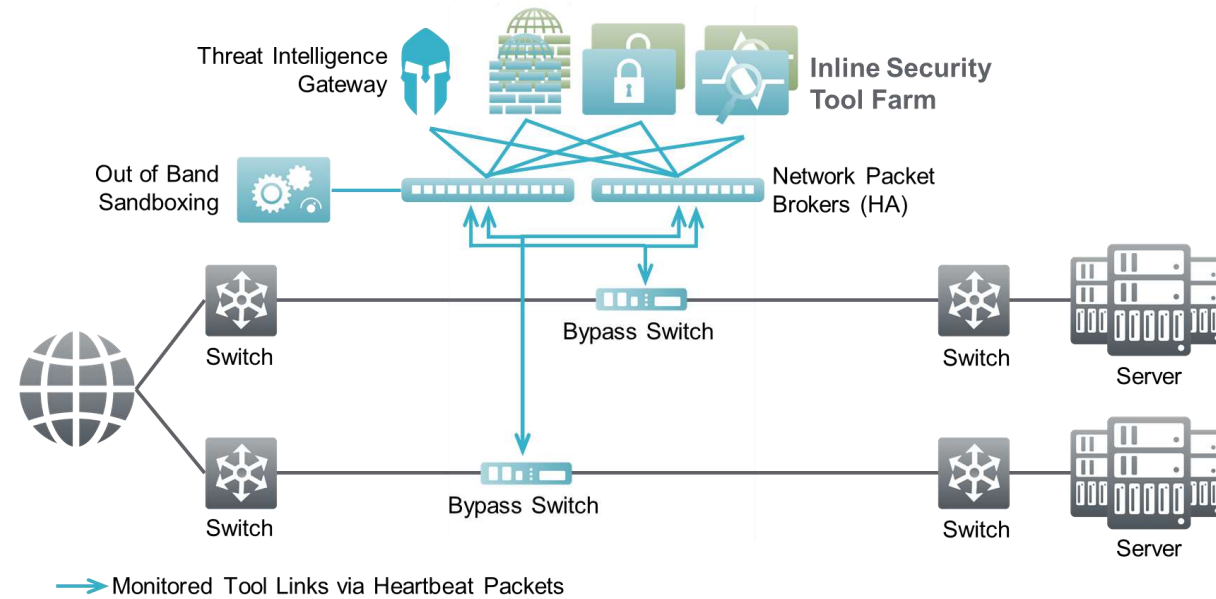 Threat Intelligence
Gateway
Inline Security
Tool Farm
Out of Band
Sandboxing
Network Packet
Brokers (HA)
Bypass Switch
Switch
Switch
Server
Bypass Switch
Switch
Switch
Server
Monitored Tool Links via Heartbeat Packets